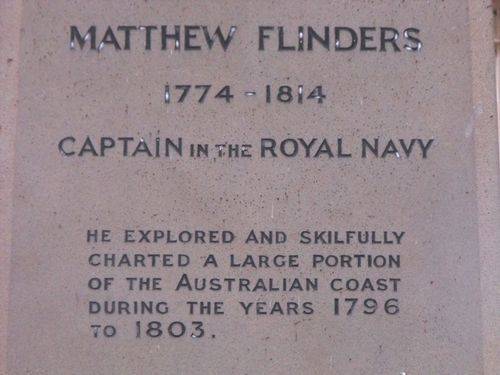 MATTHEW FLINDERS
1774 - 1814
CAPTAIN IN THE ROYAL NAVY
HE EXPLORED AND SKILFULLY
CHARTED A LARGE PORTION
OF THE AUSTRALIAN COAST
DURING THE YEARS 1796
TO 1803.